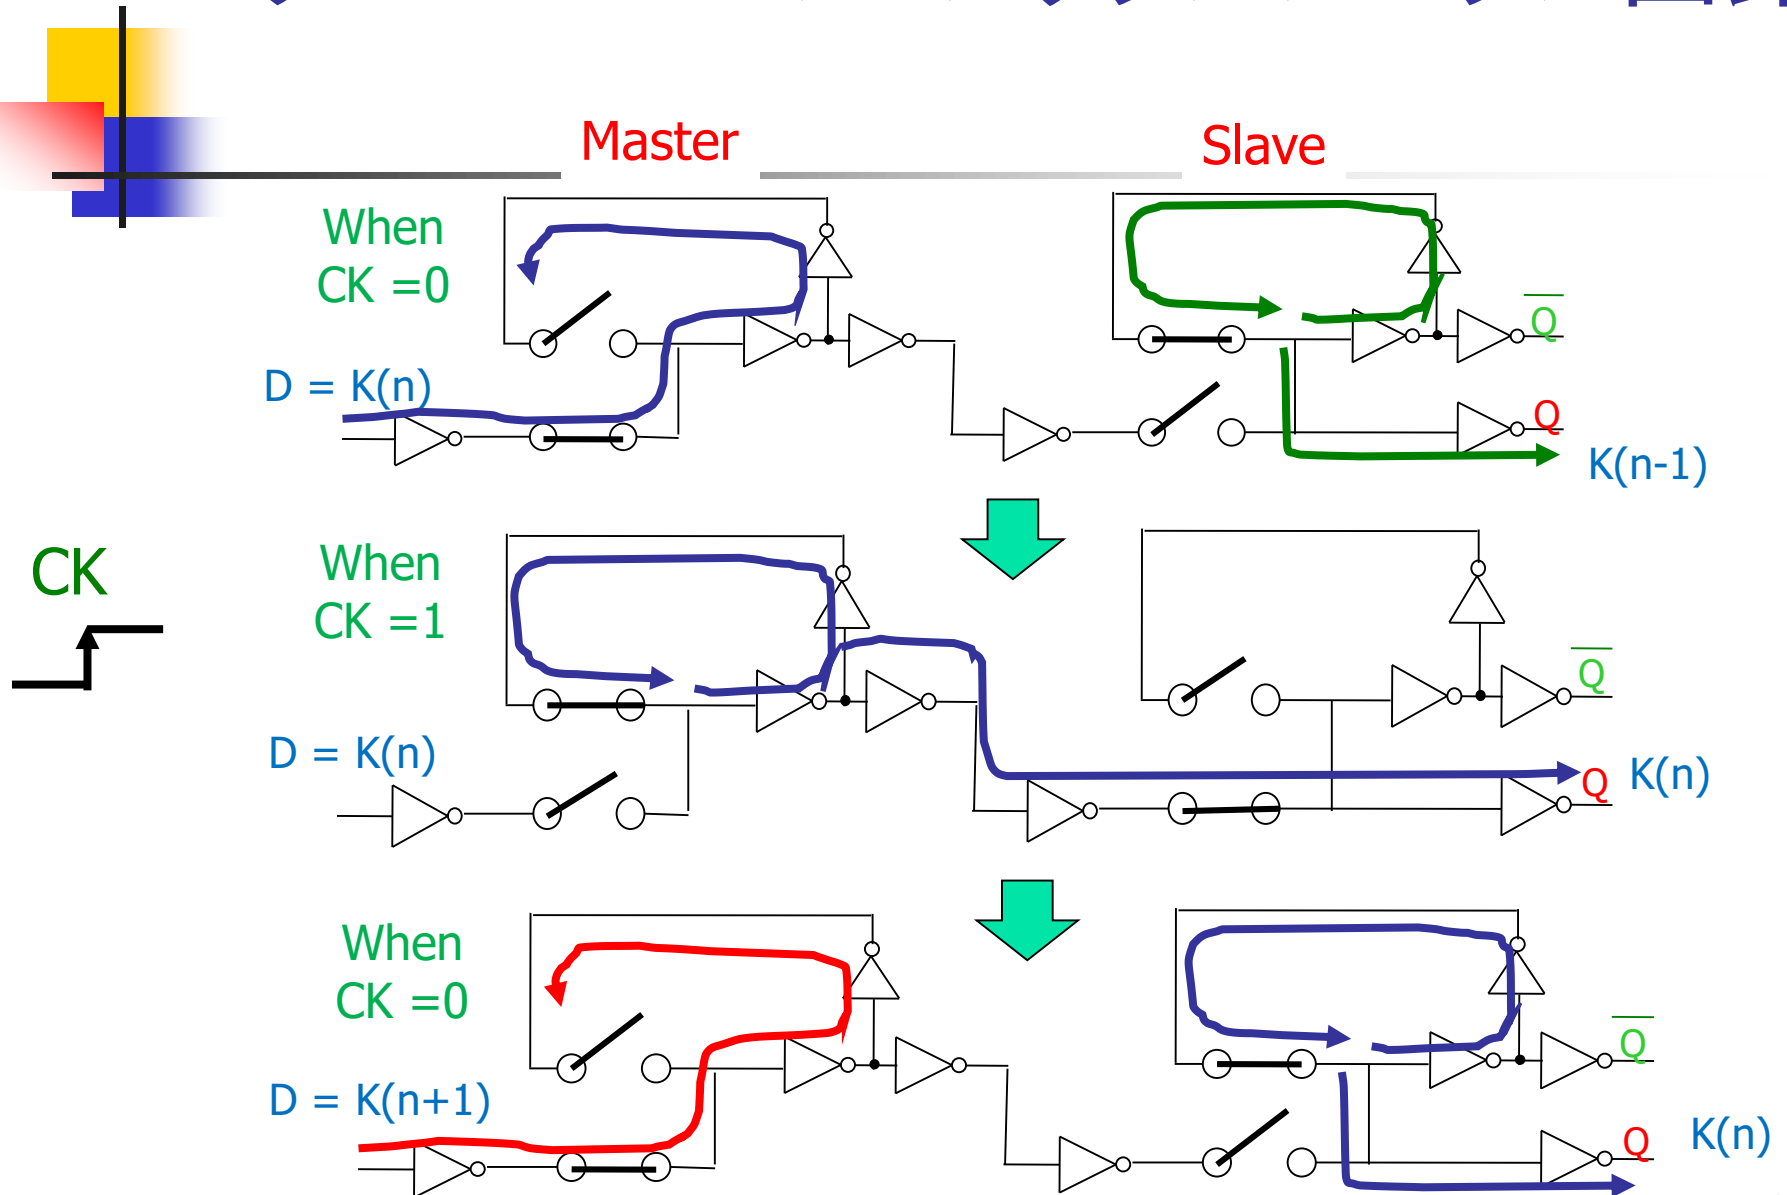 Master
Slave
When
CK =0
D = K(n)
Q
Q
K(n-1)
CK
When
CK =1
D = K(n)
Q
Q
K(n)
When
CK =0
D = K(n+1)
Q
Q
K(n)